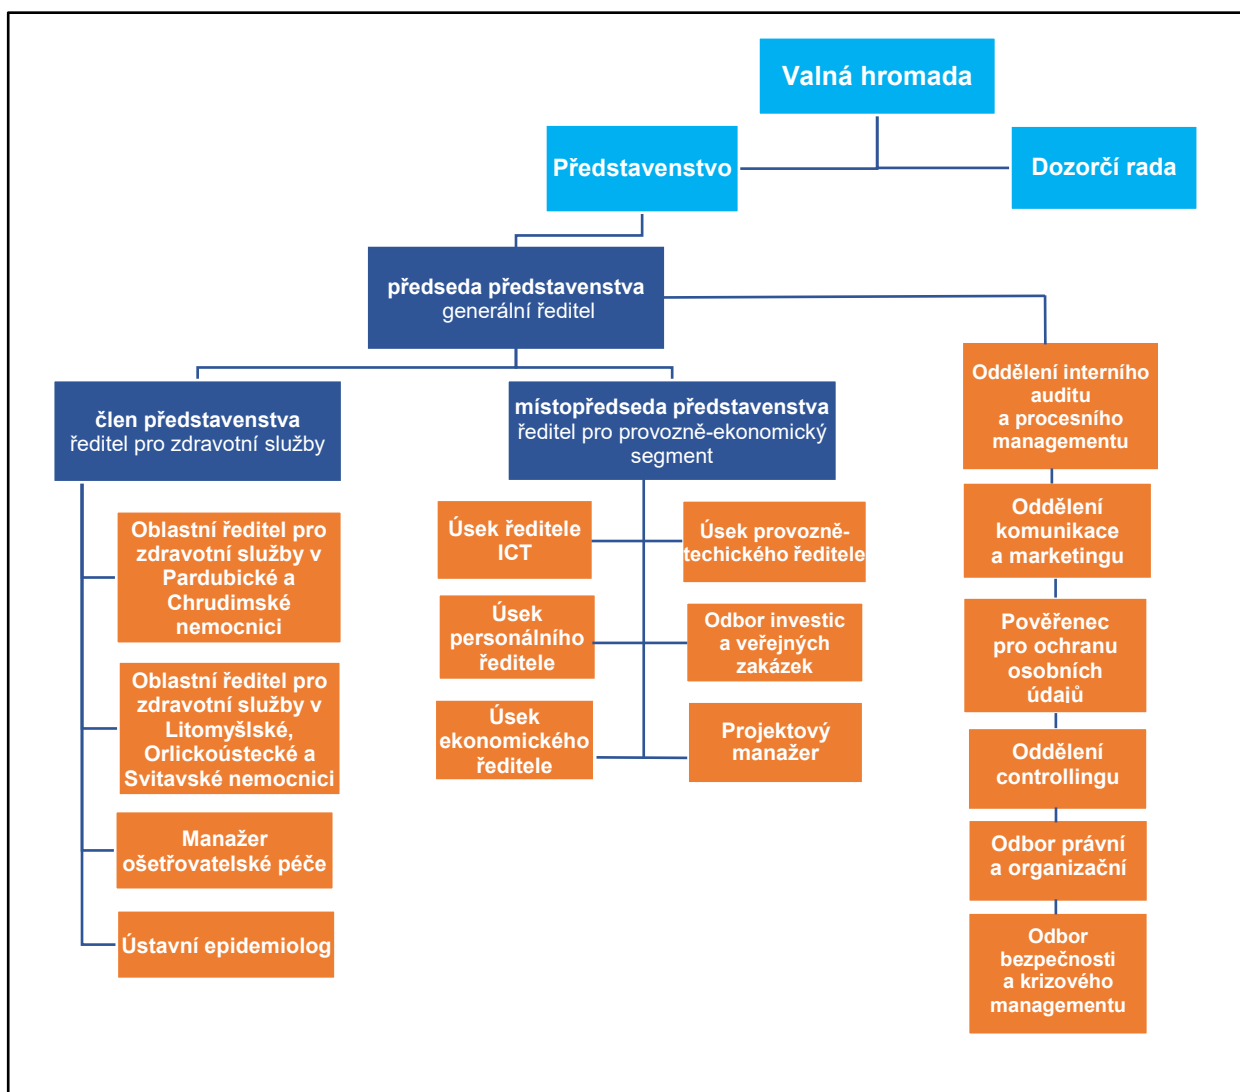 Valná hromada
Představenstvo
Dozorčí rada
předseda představenstva
generální ředitel
člen představenstva
ředitel pro zdravotní služby
místopředseda představenstva
ředitel pro provozně-ekonomický
segment
Oblastní ředitel pro
zdravotní služby v
Pardubické a
Chrudimské
nemocnici
Oblastní ředitel pro
zdravotní služby v
Litomyšlské,
Orlickoústecké a
Svitavské nemocnici
Manažer
ošetřovatelské péče
Ústavní epidemiolog
Úsek ředitele
ICT
Úsek provozně-
techického ředitele
Úsek
personálního
ředitele
Odbor investic
a veřejných
zakázek
Úsek
ekonomického
ředitele
Projektový
manažer
Oddělení interního
auditu
a procesního
managementu
Oddělení
komunikace
a marketingu
Pověřenec
pro ochranu
osobních
údajů
Oddělení
controllingu
Odbor právní
a organizační
Odbor
bezpečnosti
a krizového
managementu